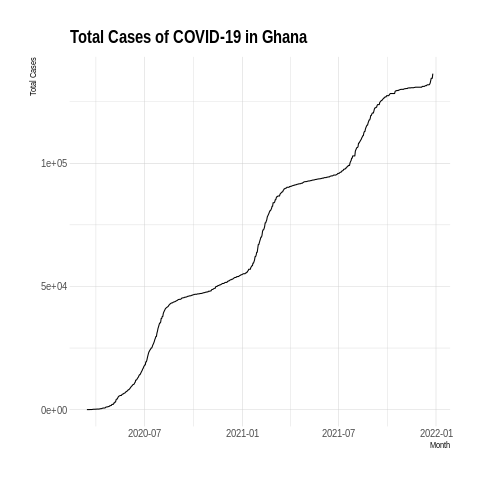 Total Cases of COVID-19 in Ghana
Total Cases
1e+05
5e+04
0e+00
2020-07 2021-01 2021-07 2022-01
Month